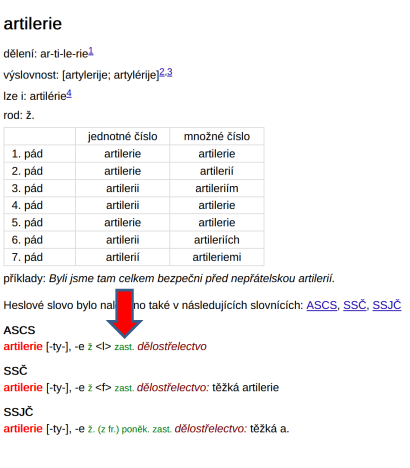 artilerie
dělení: ar-ti-le-rie1
výslovnost: [artylerije; artylérije]2,3
lze i: artilérie4
rod: ž.
jednotné číslo množné číslo
1. pád artilerie artilerie
2. pád artilerie artilerií
3. pád artilerii artileriím
4. pád artilerii artilerie
5. pád artilerie artilerie
6. pád artilerii artileriích
7. pád artilerií artileriemi
příklady: Byli jsme tam celkem bezpečni před nepřátelskou artilerií.
Heslové slovo bylo také v následujících slovnících: ASCS, SSČ, SSJČ
ASCS
artilerie [-ty-], -e ž <l> zast. dělostřelectvo
SSČ
artilerie [-ty-], -e ž <f> zast. dělostřelectvo: těžká artilerie
SSJČ
artilerie [-ty-], -e ž. (z fr.) poněk. zast. dělostřelectvo: těžká a.